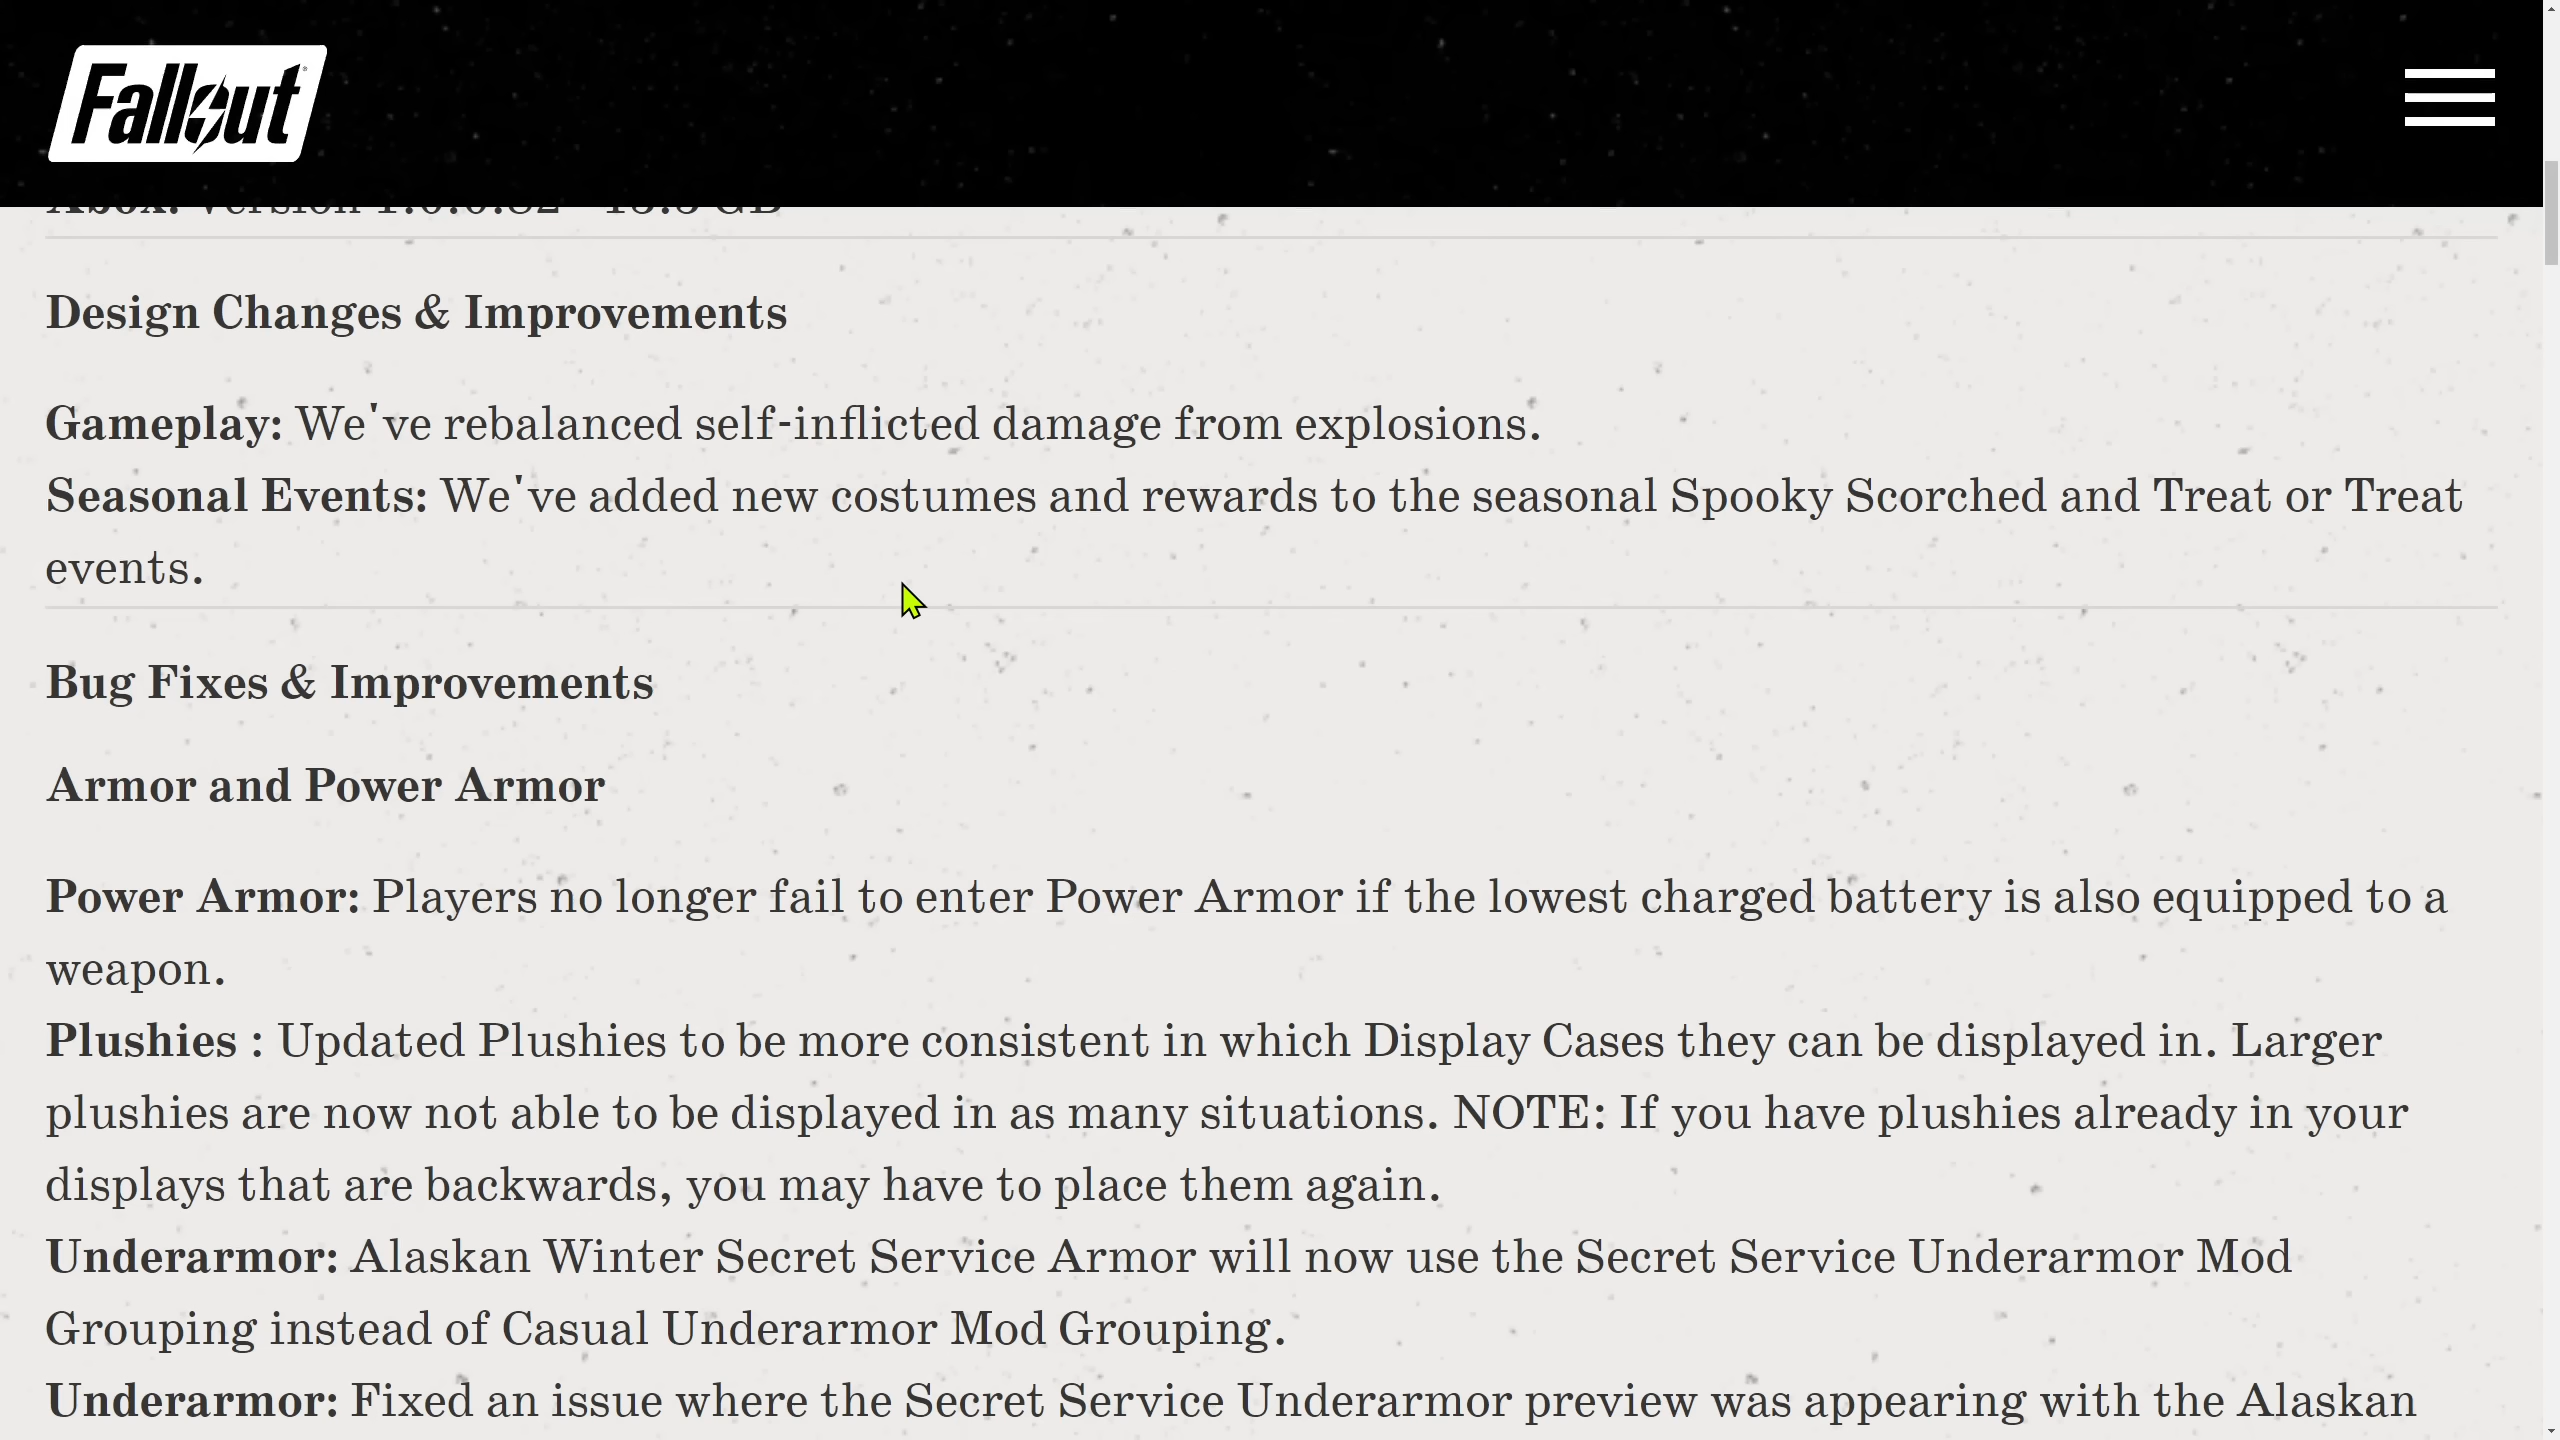 Fallout
Xbox: Version 1.0.0.82 -
GB
Design Changes & Improvements
Gameplay: We've rebalanced self-inflicted damage from explosions.
Seasonal Events: We've added new costumes and rewards to the seasonal Spooky Scorched and Treat or Treat
events.
Bug Fixes & Improvements
Armor and Power Armor
Power Armor: Players no longer fail to enter Power Armor if the lowest charged battery is also equipped to a
weapon.
Plushies : Updated Plushies to be more consistent in which Display Cases they can be displayed in. Larger
plushies are now not able to be displayed in as many situations. NOTE: If you have plushies already in your
displays that are backwards, you may have to place them again.
Underarmor: Alaskan Winter Secret Service Armor will now use the Secret Service Underarmor Mod
Grouping instead of Casual Underarmor Mod Grouping.
Underarmor: Fixed an issue where the Secret Service Underarmor preview was appearing with the Alaskan